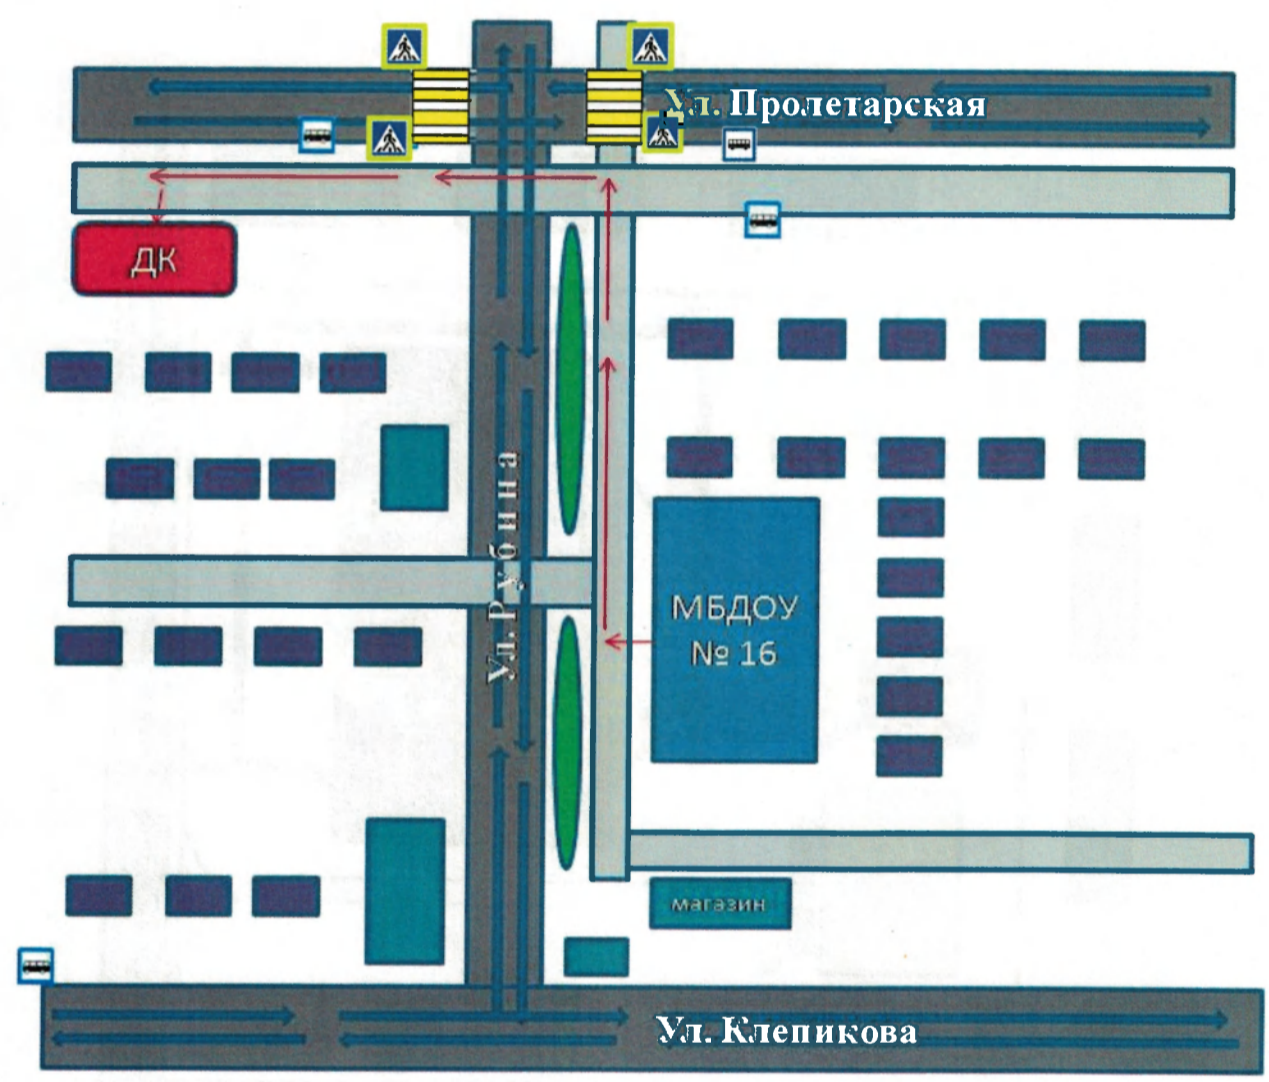 Ул. Пролетарская
ДК
Ул. Рубина
МБДОУ
№ 16
магазин
Ул. Клепикова